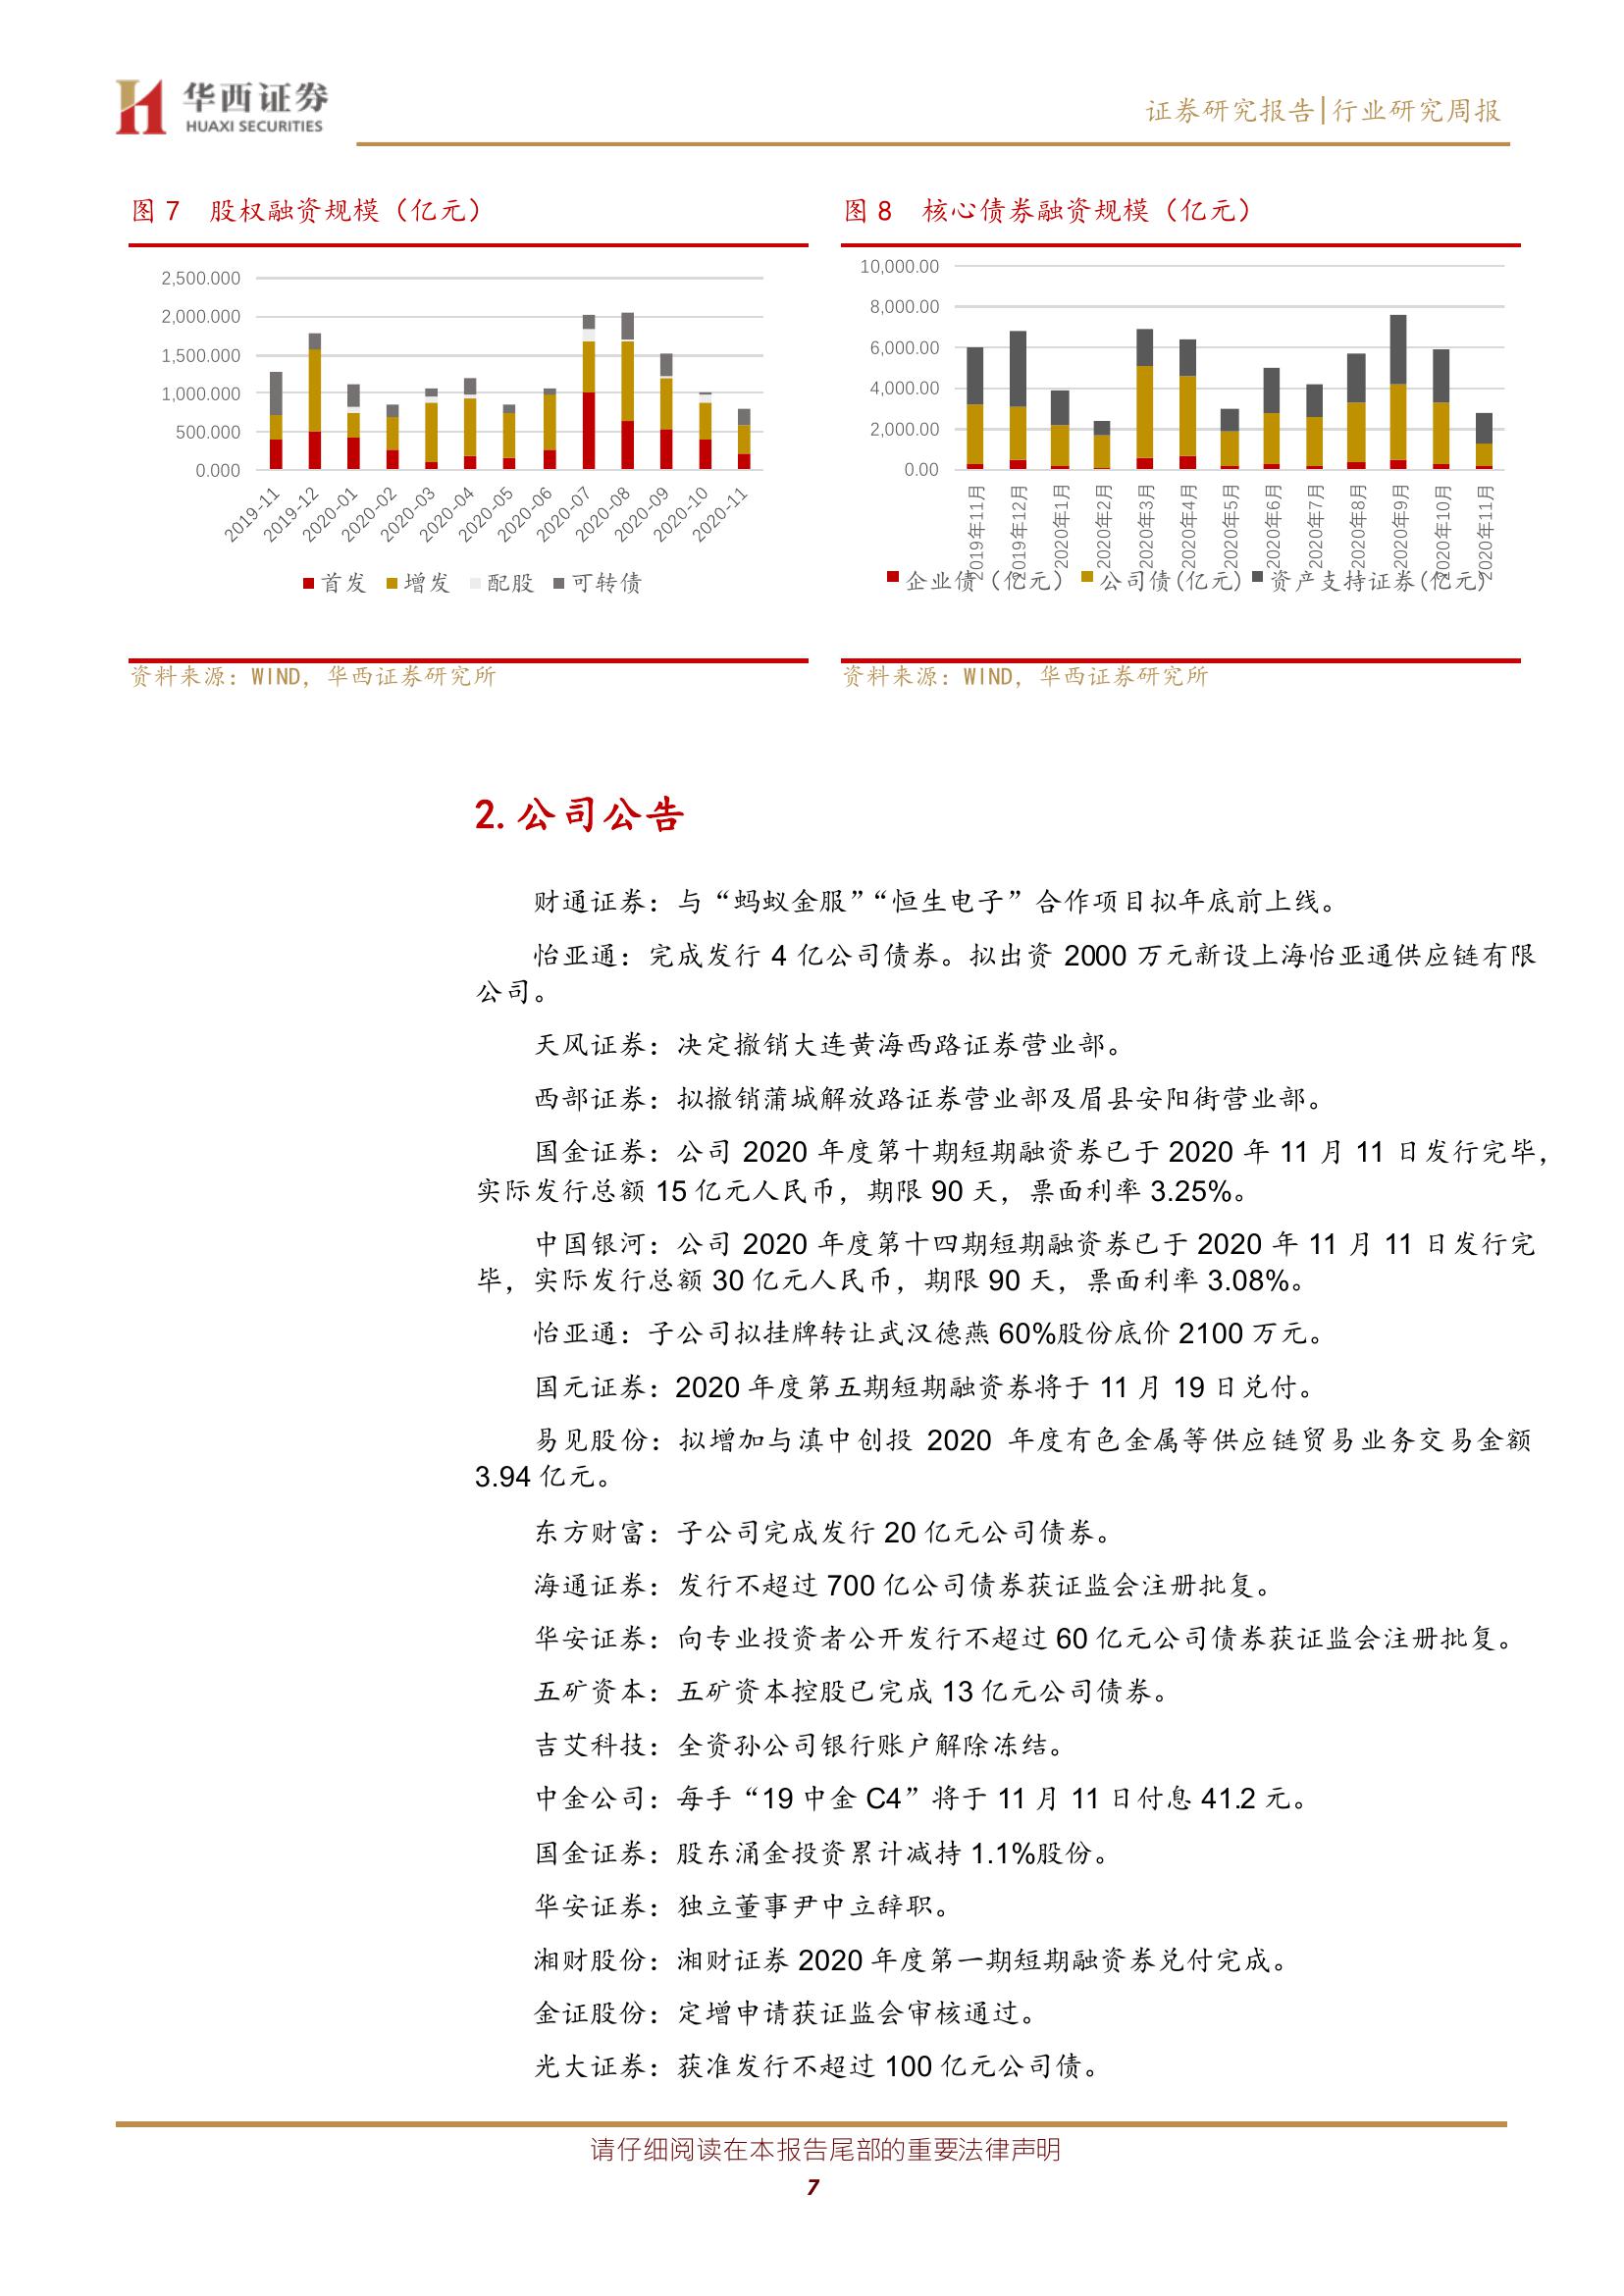 华西证券
HUAXI SECURITIES
证券研究报告|行业研究周报
图 7 股权融资规模（亿元）
2,500.000
2,000.000
1,500.000
1,000.000
500.000
0.000
2019-11
2019-12
2020-01
2020-02
2020-03
2020-04
2020-05
2020-06
2020-07
2020-08
2020-09
2020-10
2020-11
首发 增发 配股 可转债
资料来源：WIND，华西证券研究所
图 8 核心债券融资规模（亿元）
10,000.00
8,000.00
6,000.00
4,000.00
2,000.00
0.00
2019年11月
2019年12月
2020年1月
2020年2月
2020年3月
2020年4月
2020年5月
2020年6月
2020年7月
2020年8月
2020年9月
2020年10月
2020年11月
企业债（亿元） 公司债(亿元) 资产支持证券(亿元)
资料来源：WIND，华西证券研究所
2.公司公告
财通证券：与“蚂蚁金服”“恒生电子”合作项目拟年底前上线。
怡亚通：完成发行 4 亿公司债券。拟出资 2000 万元新设上海怡亚通供应链有限
公司。
天风证券：决定撤销大连黄海西路证券营业部。
西部证券：拟撤销蒲城解放路证券营业部及眉县安阳街营业部。
国金证券：公司 2020 年度第十期短期融资券已于 2020 年 11 月 11 日发行完毕，
实际发行总额 15 亿元人民币，期限 90 天，票面利率 3.25%。
中国银河：公司 2020 年度第十四期短期融资券已于 2020 年 11 月 11 日发行完
毕，实际发行总额 30 亿元人民币，期限 90 天，票面利率 3.08%。
怡亚通：子公司拟挂牌转让武汉德燕 60%股份底价 2100 万元。
国元证券：2020 年度第五期短期融资券将于 11 月 19 日兑付。
易见股份：拟增加与滇中创投 2020 年度有色金属等供应链贸易业务交易金额
3.94 亿元。
东方财富：子公司完成发行 20 亿元公司债券。
海通证券：发行不超过 700 亿公司债券获证监会注册批复。
华安证券：向专业投资者公开发行不超过 60 亿元公司债券获证监会注册批复。
五矿资本：五矿资本控股已完成 13 亿元公司债券。
吉艾科技：全资孙公司银行账户解除冻结。
中金公司：每手“19 中金 C4”将于 11 月 11 日付息 41.2 元。
国金证券：股东涌金投资累计减持 1.1%股份。
华安证券：独立董事尹中立辞职。
湘财股份：湘财证券 2020 年度第一期短期融资券兑付完成。
金证股份：定增申请获证监会审核通过。
光大证券：获准发行不超过 100 亿元公司债。
请仔细阅读在本报告尾部的重要法律声明
7